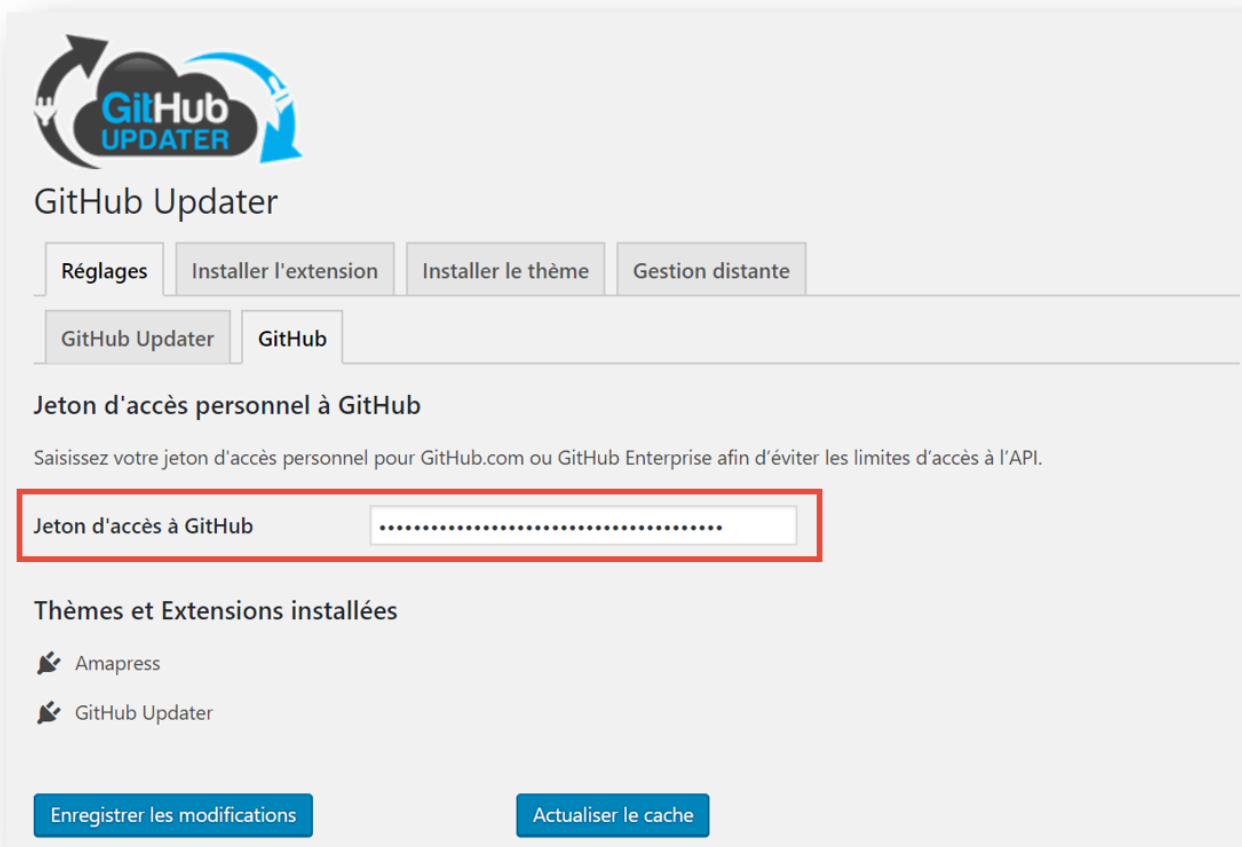 GitHub
UPDATER
GitHub Updater
Réglages Installer l'extension Installer le thème Gestion distante
GitHub Updater GitHub
Jeton d'accès personnel à GitHub
Saisissez votre jeton d'accès personnel pour GitHub.com ou GitHub Enterprise afin d’éviter les limites d’accès à l’API.
Jeton d'accès à GitHub ••••••••••••••••••••••••••••••••••••••••
Thèmes et Extensions installées
Amapress
GitHub Updater
Enregistrer les modifications Actualiser le cache